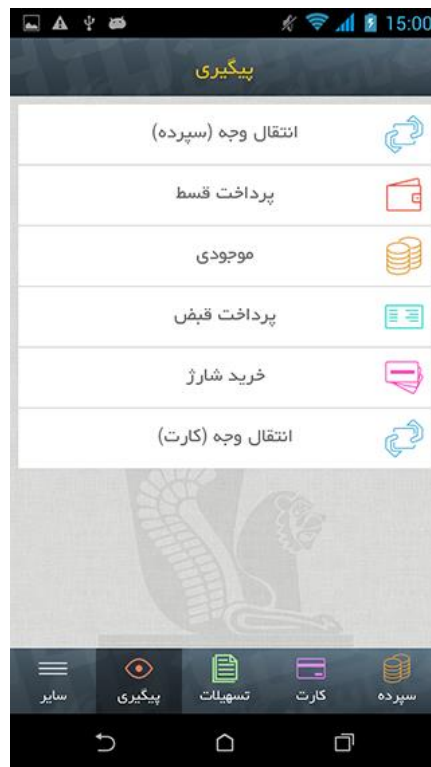 15:00
پیگیری
انتقال وجه (سپرده)
پرداخت قسط
موجودی
پرداخت قبض
خرید شارژ
انتقال وجه (کارت)
سپرده
کارت
تسهیلات
پیگیری
سایر